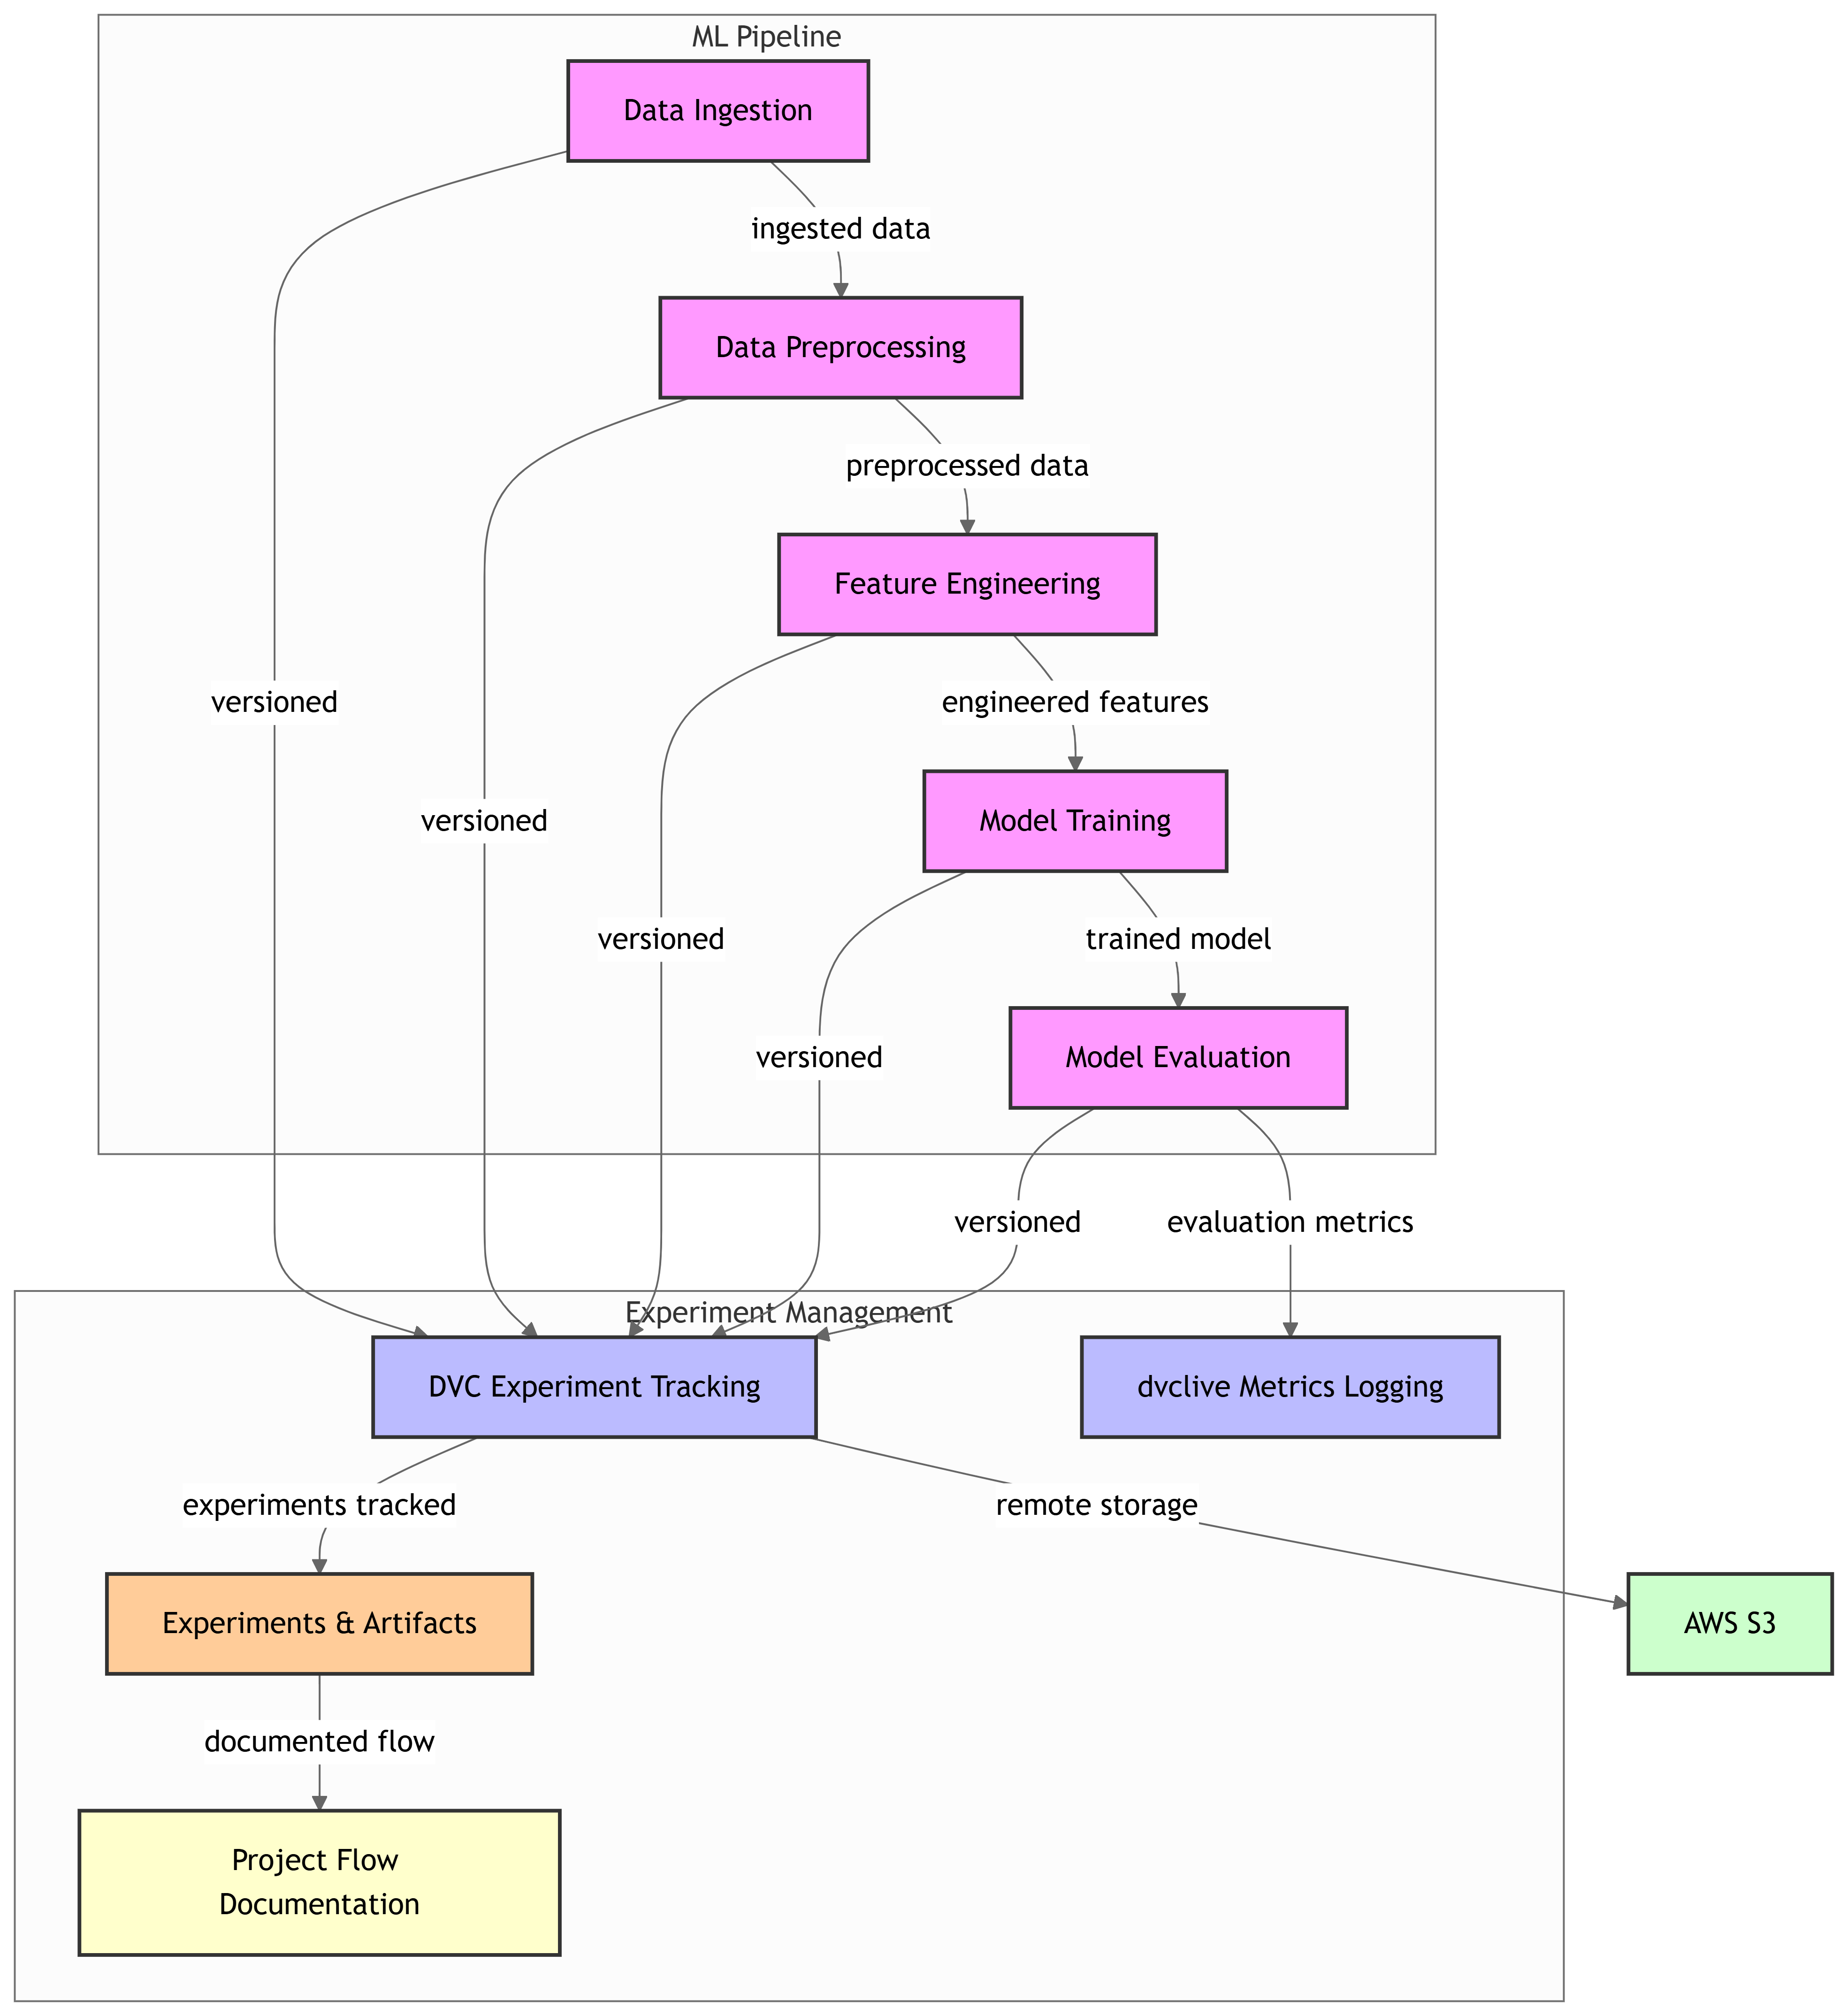 ML Pipeline
Data Ingestion
ingested data
Data Preprocessing
preprocessed data
Feature Engineering
versioned
engineered features
versioned
Model Training
versioned
trained model
versioned
Model Evaluation
versioned
evaluation metrics
Experiment Management
DVC Experiment Tracking
dvclive Metrics Logging
experiments tracked
remote storage
Experiments & Artifacts
AWS S3
documented flow
Project Flow
Documentation